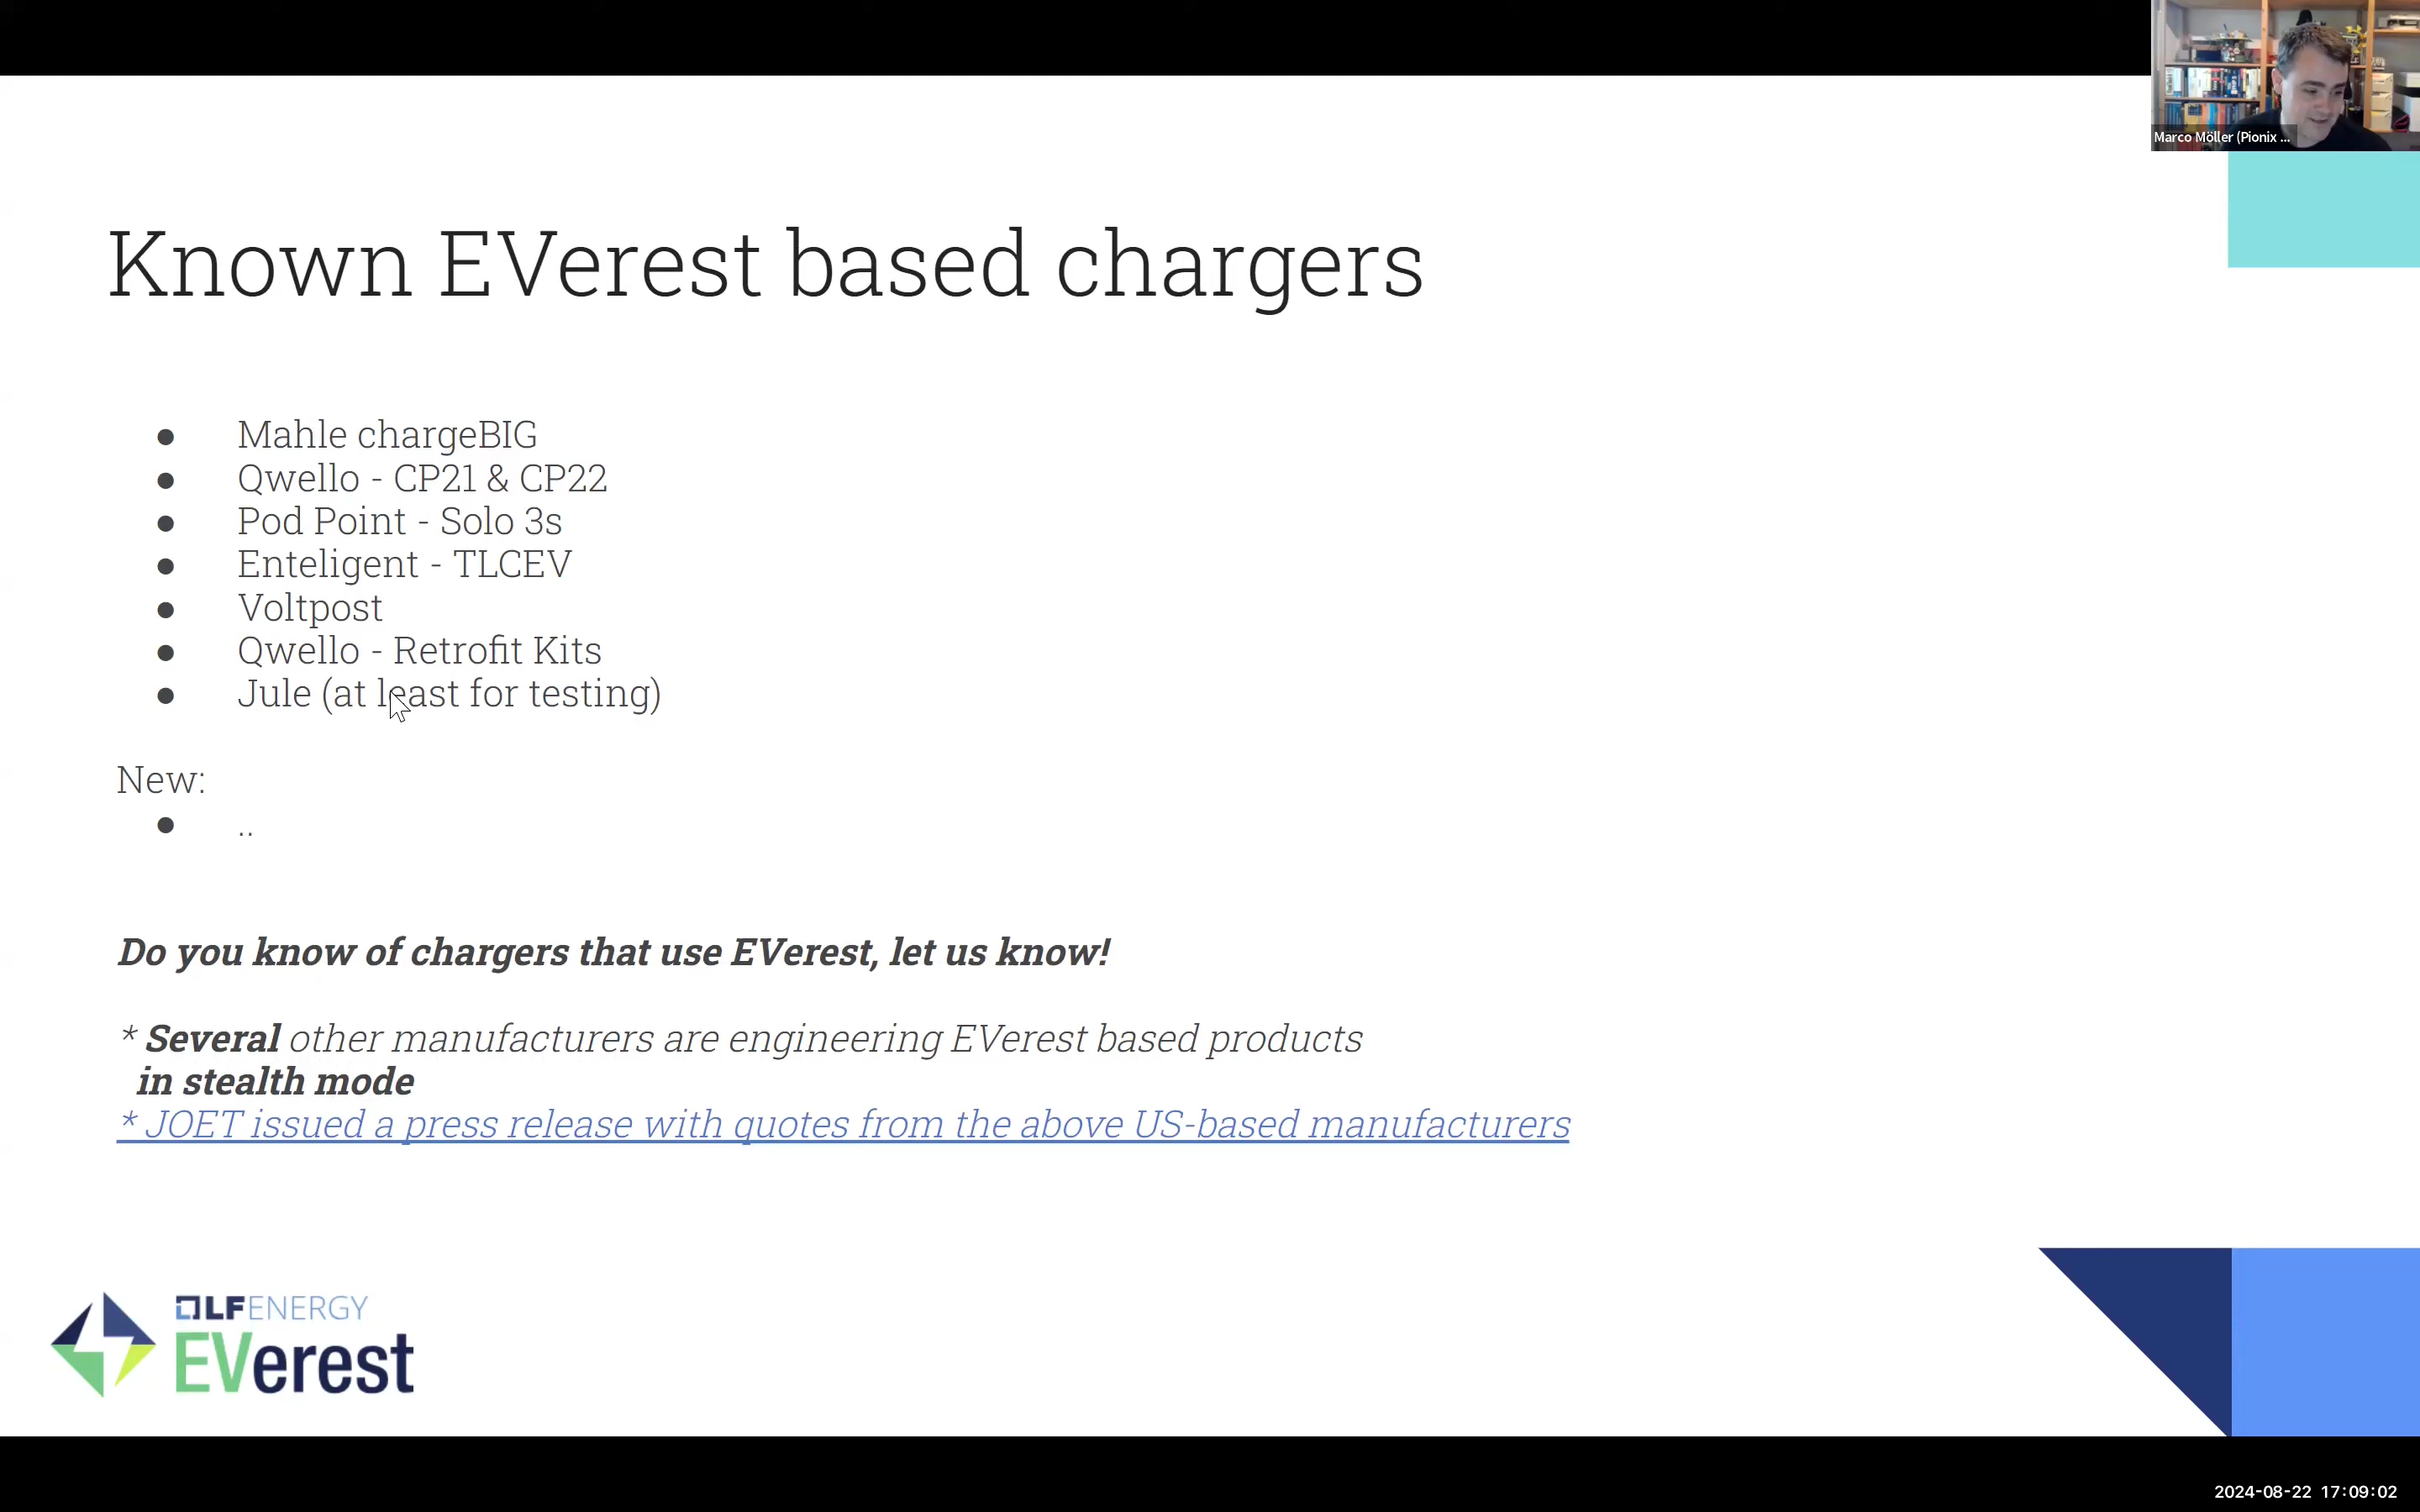 Marco Möller (Pionix ...
Known EVerest based chargers
● Mahle chargeBIG
● Qwello - CP21 & CP22
● Pod Point - Solo 3s
● Enteligent - TLCEV
● Voltpost
● Qwello - Retrofit Kits
● Jule (at least for testing)
New:
● ..
Do you know of chargers that use EVerest, let us know!
* Several other manufacturers are engineering EVerest based products
in stealth mode
* JOET issued a press release with quotes from the above US-based manufacturers
LFENERGY
EVerest
2024-08-22 17:09:02